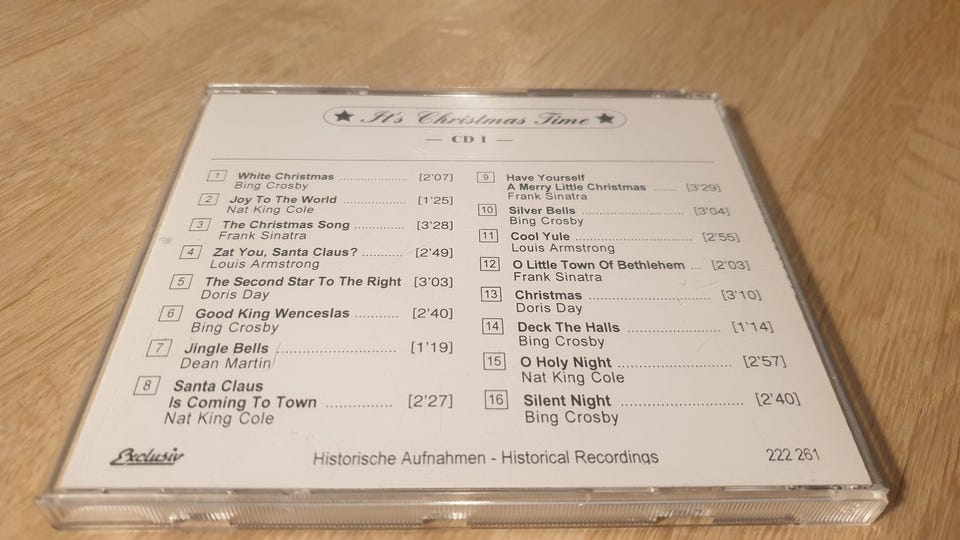 ★ It's Christmas Time ★
— CD 1 —
1 White Christmas .................. [2'07]
Bing Crosby
2 Joy To The World .................. [1'25]
Nat King Cole
3 The Christmas Song .................. [3'28]
Frank Sinatra
4 Zat You, Santa Claus? ........... [2'49]
Louis Armstrong
5 The Second Star To The Right [3'03]
Doris Day
6 Good King Wenceslas .......... [2'40]
Bing Crosby
7 Jingle Bells ........................... [1'19]
Dean Martin
8 Santa Claus
Is Coming To Town ............... [2'27]
Nat King Cole
9 Have Yourself
A Merry Little Christmas ...... [3'29]
Frank Sinatra
10 Silver Bells ........................ [3'04]
Bing Crosby
11 Cool Yule ........................... [2'55]
Louis Armstrong
12 O Little Town Of Bethlehem ... [2'03]
Frank Sinatra
13 Christmas ........................... [3'10]
Doris Day
14 Deck The Halls ..................... [1'14]
Bing Crosby
15 O Holy Night ........................ [2'57]
Nat King Cole
16 Silent Night ........................ [2'40]
Bing Crosby
Exclusiv
Historische Aufnahmen - Historical Recordings
222 261